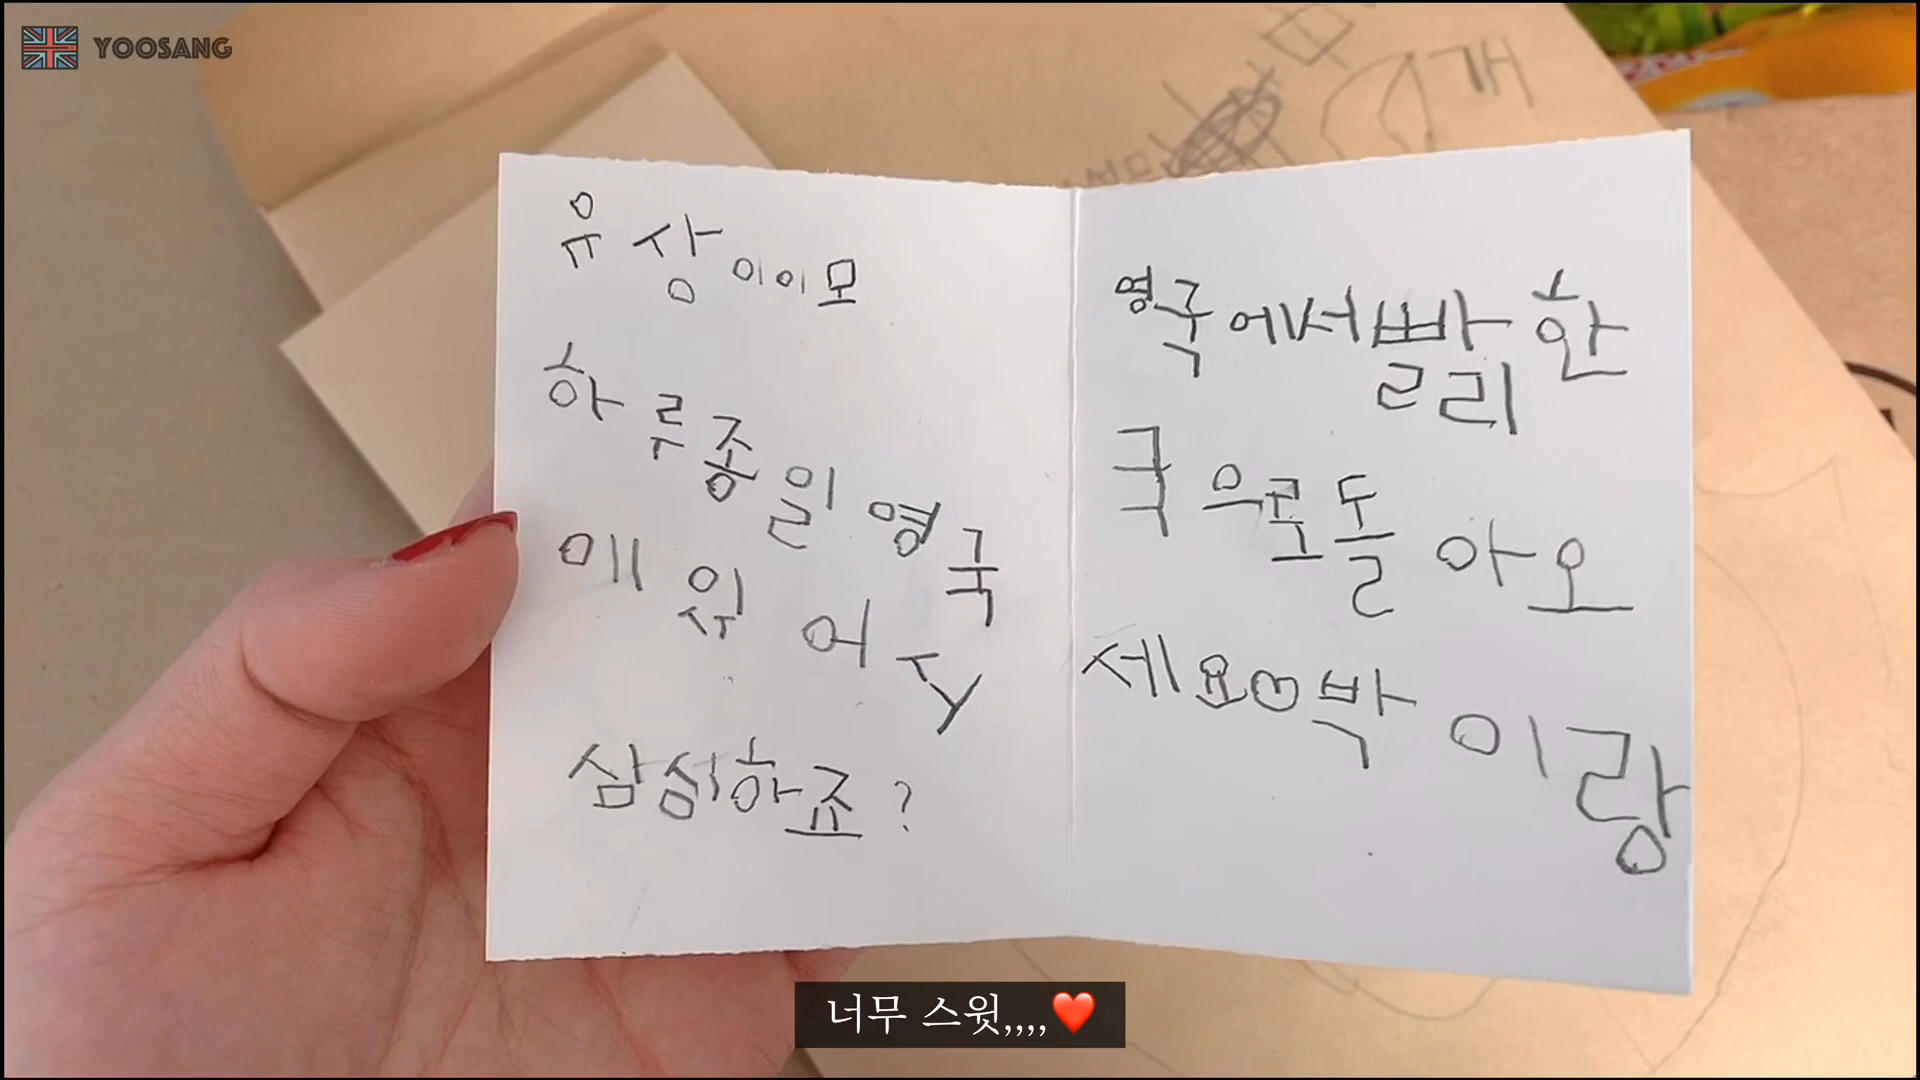 YOOSANG
개
유상이이모
하루종일영국
에 있어
삼심하죠?
영국에서빨리한
국으로돌아오
세요♡박이랑
너무 스윗,,,,❤️